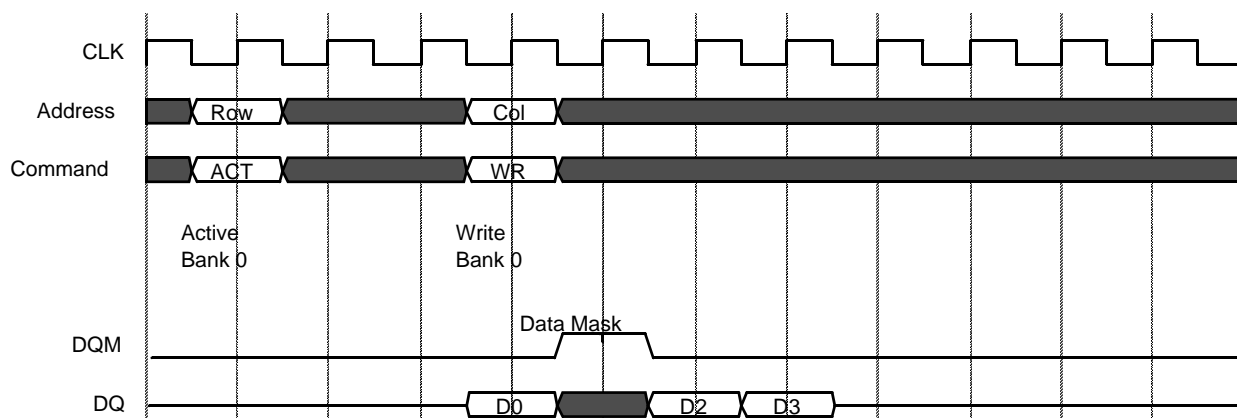 CLK
Address Row Col
Command ACT WR
Active Write
Bank 0 Bank 0
Data Mask
DQM
DQ D0 D2 D3